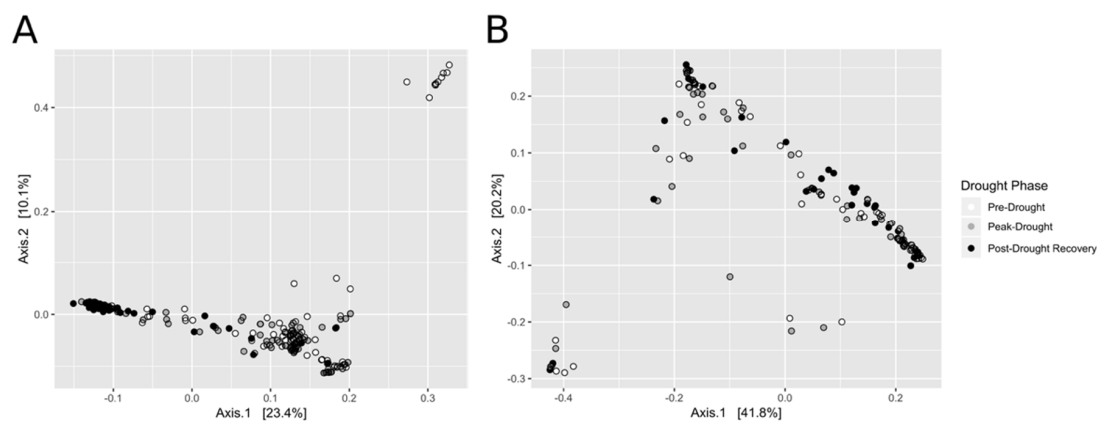 A
B
0.4
0.2
0.0
Axis.2 [10.1%]
-0.1
0.0
0.1
0.2
0.3
Axis.1 [23.4%]
0.2
0.1
0.0
-0.1
-0.2
-0.3
Axis.2 [20.2%]
-0.4
-0.2
0.0
0.2
Axis.1 [41.8%]
Drought Phase
Pre-Drought
Peak-Drought
Post-Drought Recovery